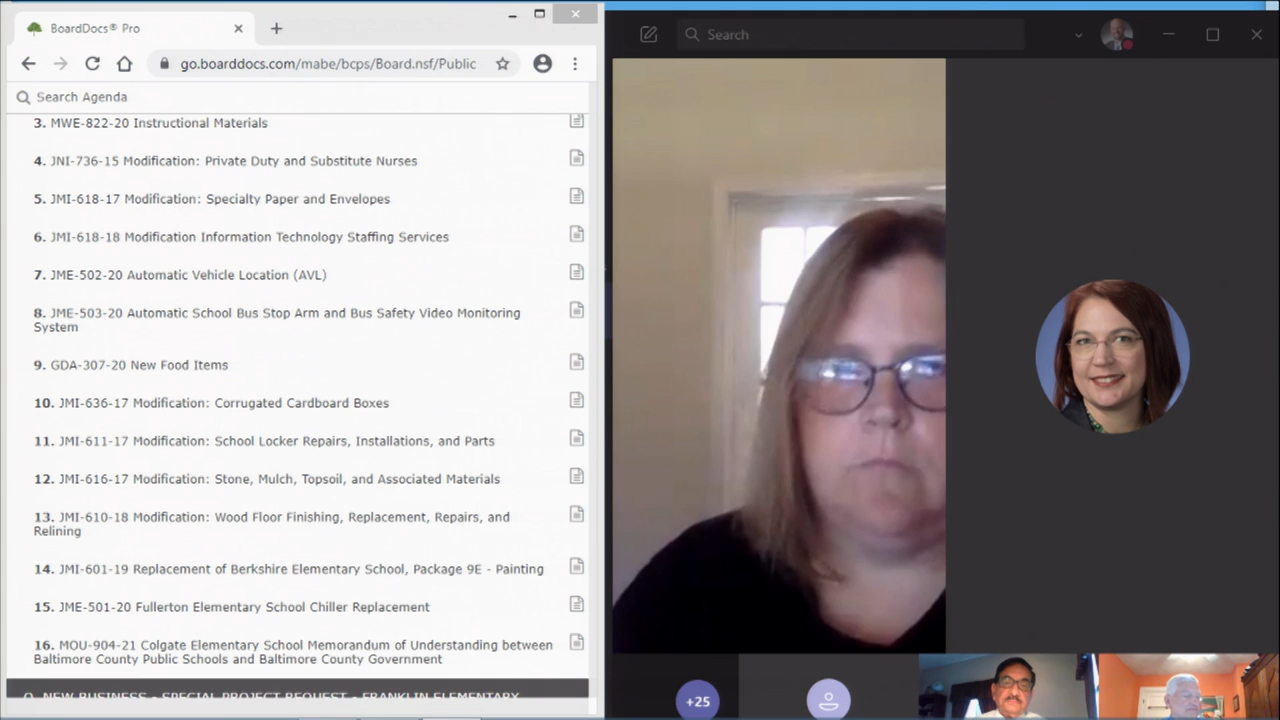 BoardDocs® Pro
go.boarddocs.com/mabe/bcps/Board.nsf/Public
Search Agenda
3. MWE-822-20 Instructional Materials
4. JNI-736-15 Modification: Private Duty and Substitute Nurses
5. JMI-618-17 Modification: Specialty Paper and Envelopes
6. JMI-618-18 Modification Information Technology Staffing Services
7. JME-502-20 Automatic Vehicle Location (AVL)
8. JME-503-20 Automatic School Bus Stop Arm and Bus Safety Video Monitoring
System
9. GDA-307-20 New Food Items
10. JMI-636-17 Modification: Corrugated Cardboard Boxes
11. JMI-611-17 Modification: School Locker Repairs, Installations, and Parts
12. JMI-616-17 Modification: Stone, Mulch, Topsoil, and Associated Materials
13. JMI-610-18 Modification: Wood Floor Finishing, Replacement, Repairs, and
Relining
14. JMI-601-19 Replacement of Berkshire Elementary School, Package 9E - Painting
15. JME-501-20 Fullerton Elementary School Chiller Replacement
16. MOU-904-21 Colgate Elementary School Memorandum of Understanding between
Baltimore County Public Schools and Baltimore County Government
NEW BUSINESS - SPECIAL PROJECT REQUEST - FRANKLIN ELEMENTARY
Search
+25